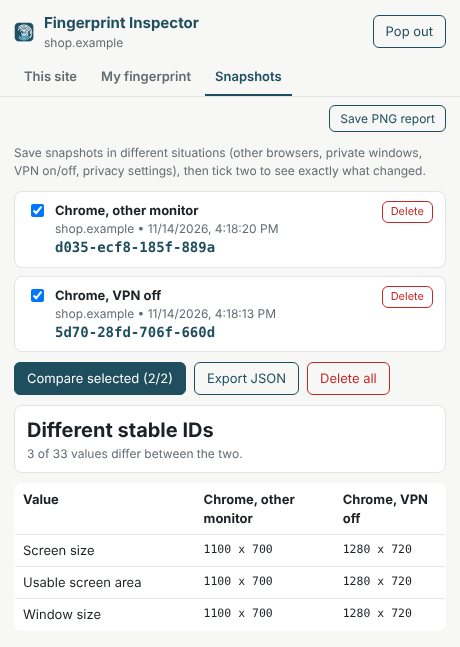 Fingerprint Inspector
shop.example
Pop out
This site
My fingerprint
Snapshots
Save PNG report
Save snapshots in different situations (other browsers, private windows,
VPN on/off, privacy settings), then tick two to see exactly what changed.
Chrome, other monitor
Delete
shop.example • 11/14/2026, 4:18:20 PM
d035-ecf8-185f-889a
Chrome, VPN off
Delete
shop.example • 11/14/2026, 4:18:13 PM
5d70-28fd-706f-660d
Compare selected (2/2)
Export JSON
Delete all
Different stable IDs
3 of 33 values differ between the two.
Value
Chrome, other
monitor
Chrome, VPN
off
Screen size
1100 x 700
1280 x 720
Usable screen area
1100 x 700
1280 x 720
Window size
1100 x 700
1280 x 720